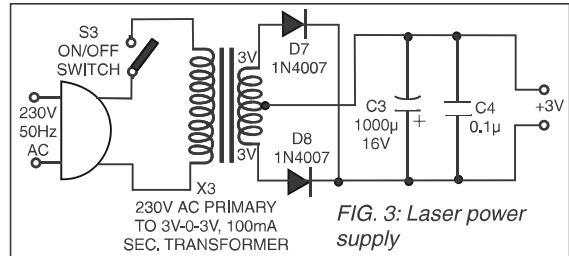 S3
ON/OFF
SWITCH
230V
50Hz
AC
3V
3V
D7
1N4007
D8
1N4007
X3
230V AC PRIMARY
TO 3V-0-3V, 100mA
SEC. TRANSFORMER
C3
1000µ
16V
+
C4
0.1µ
+3V
FIG. 3: Laser power
supply